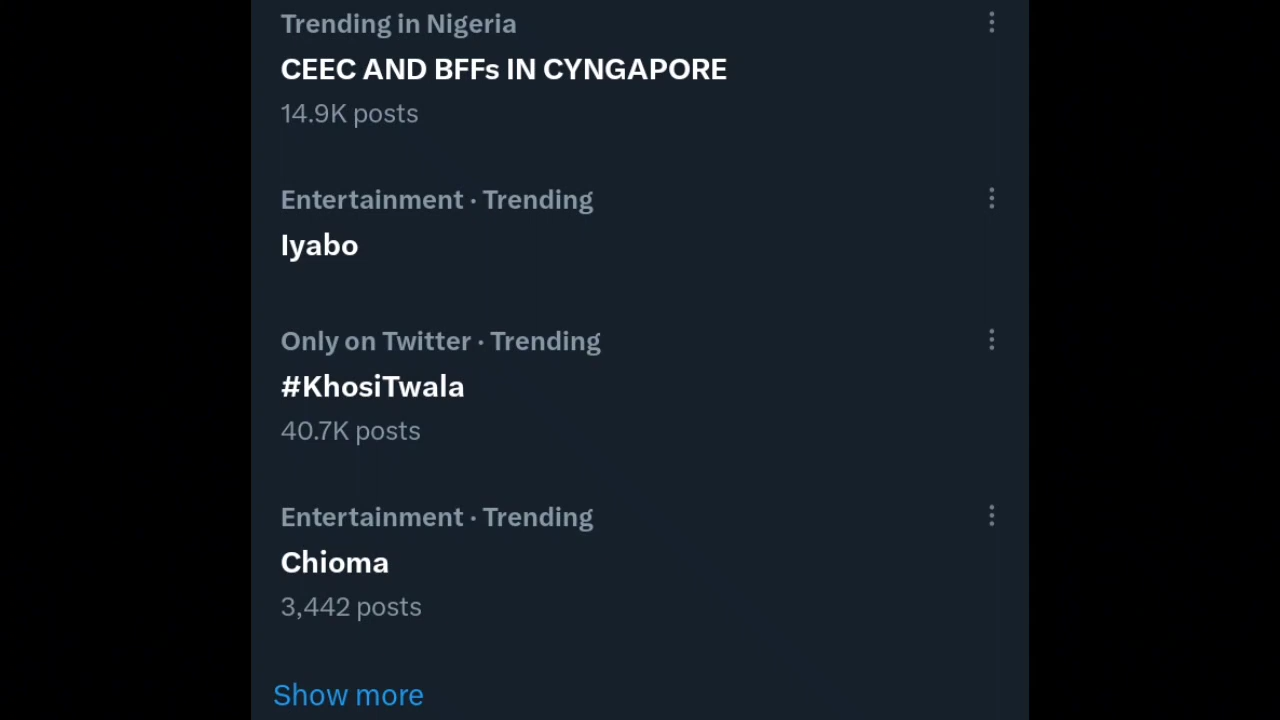 Trending in Nigeria
CEEC AND BFFs IN CYNGAPORE
14.9K posts
Entertainment · Trending
Iyabo
Only on Twitter · Trending
#KhosiTwala
40.7K posts
Entertainment · Trending
Chioma
3,442 posts
Show more